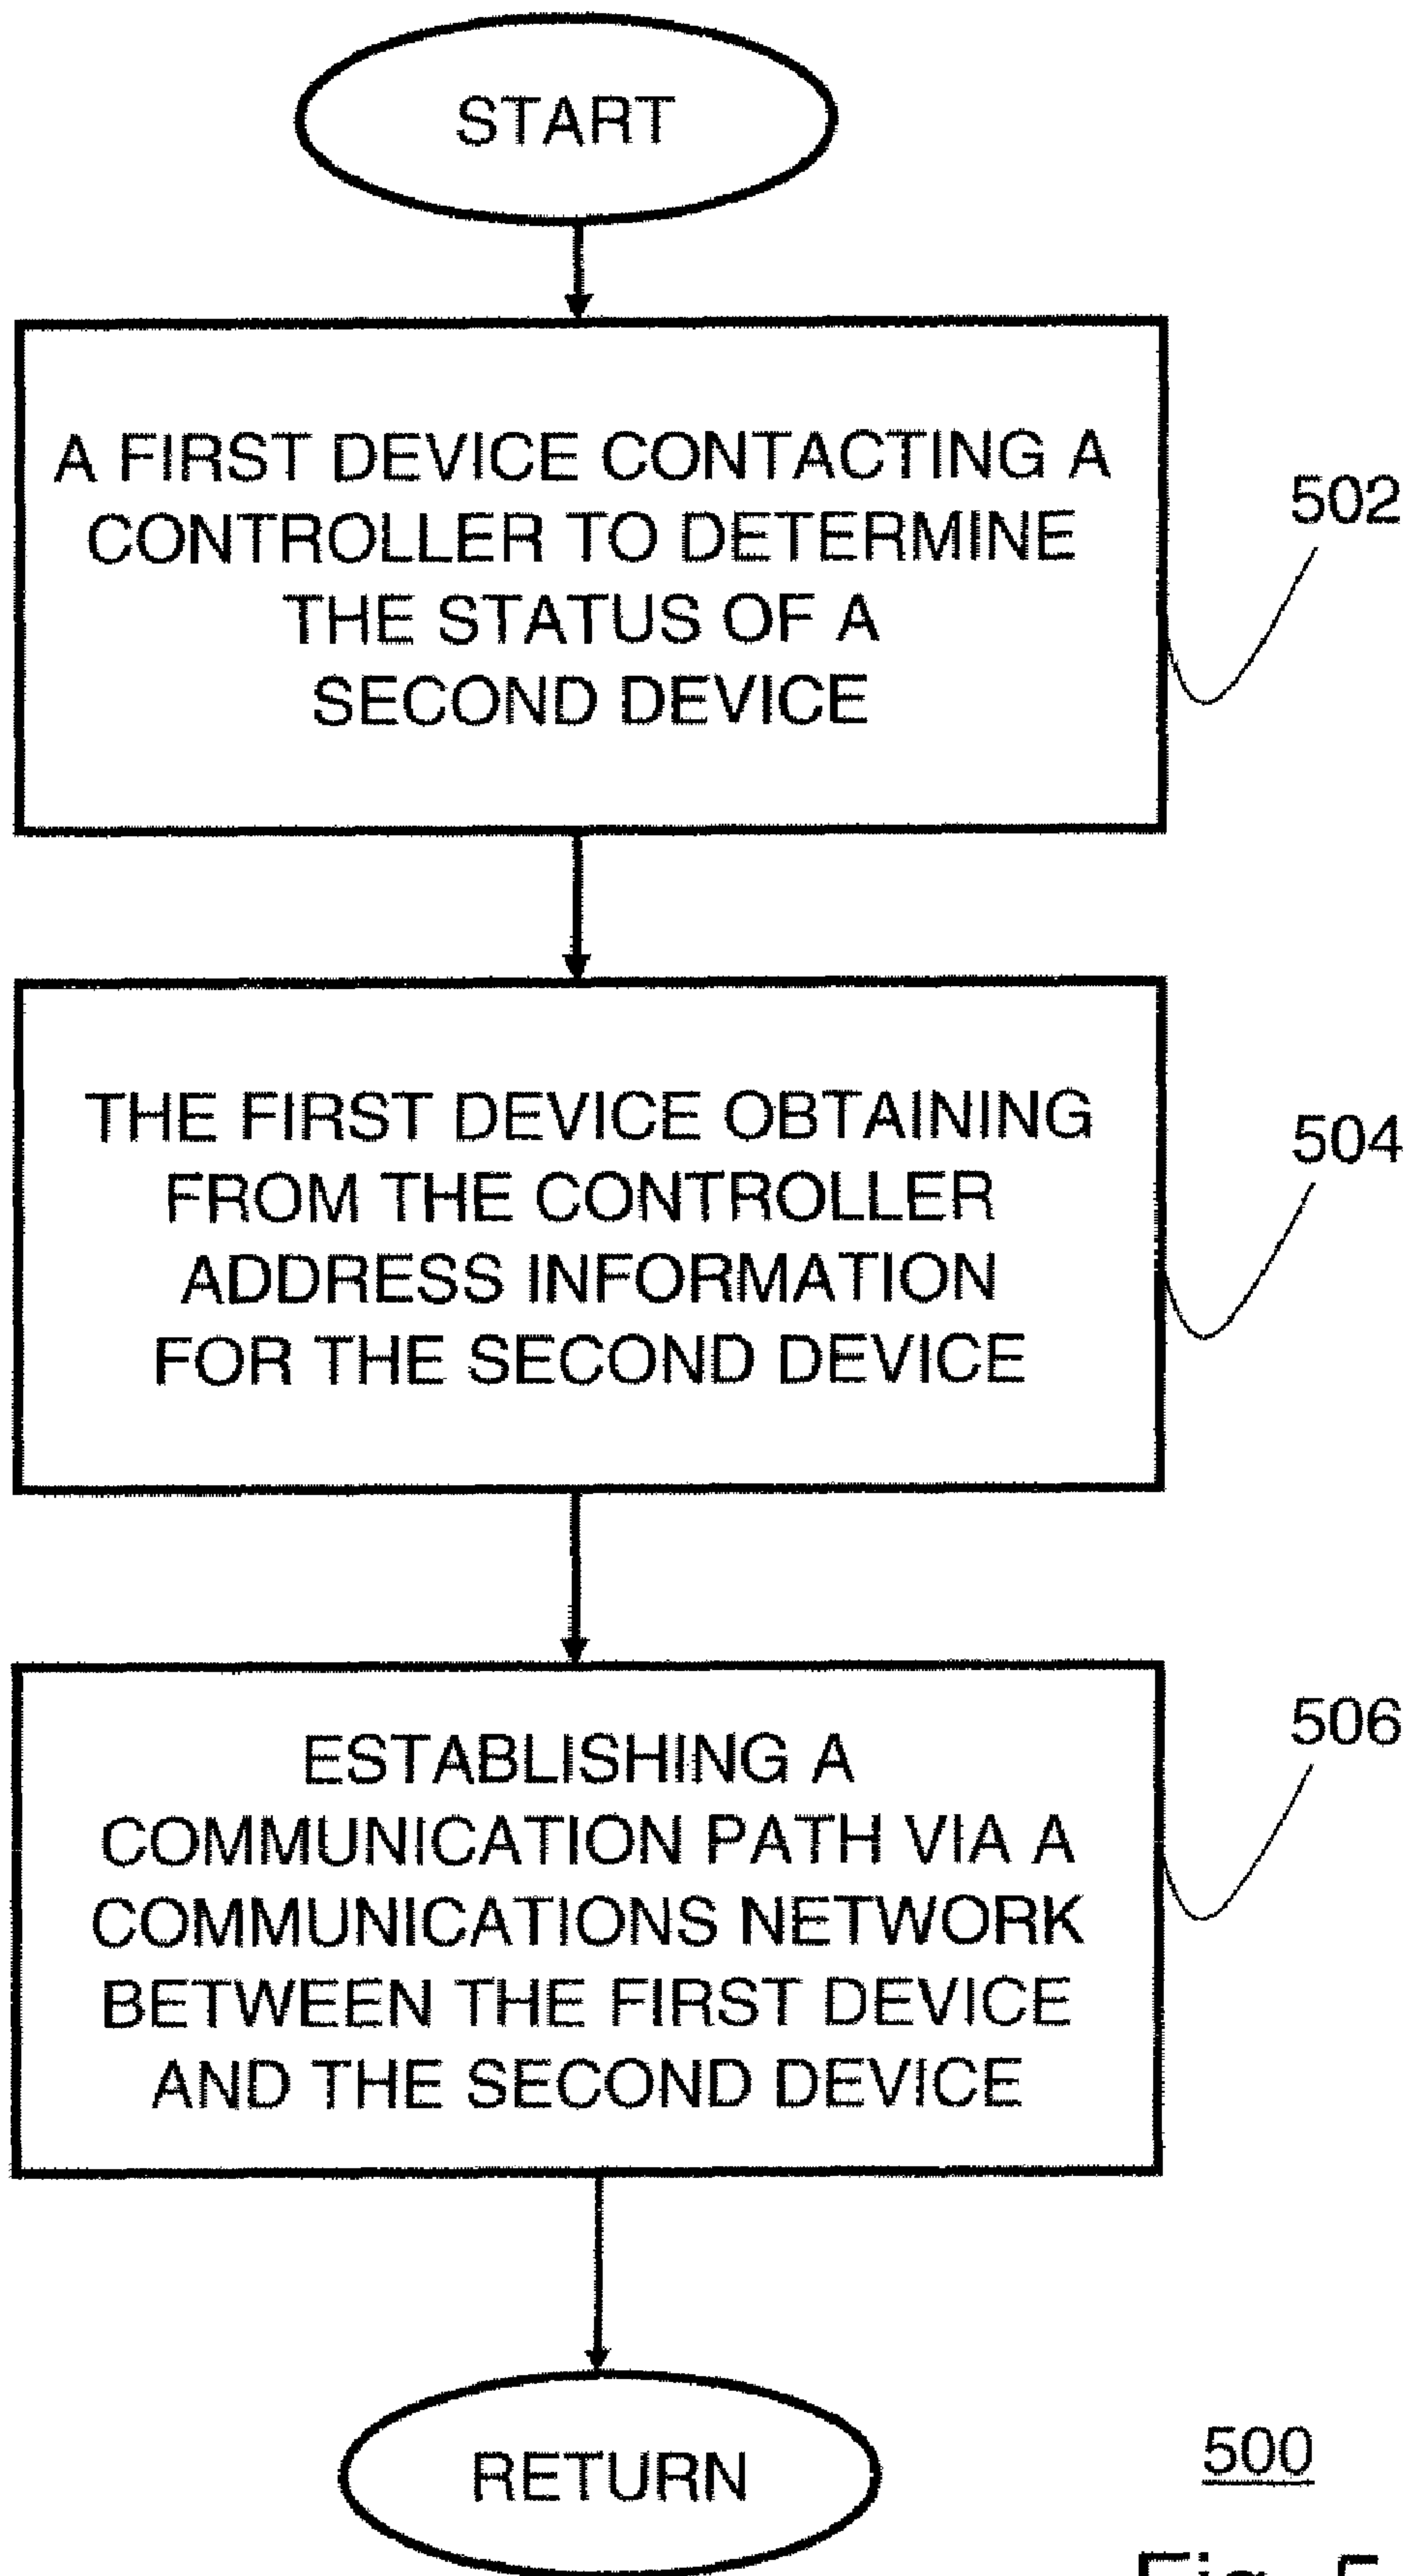 START
A FIRST DEVICE CONTACTING A
CONTROLLER TO DETERMINE
THE STATUS OF A
SECOND DEVICE
502
THE FIRST DEVICE OBTAINING
FROM THE CONTROLLER
ADDRESS INFORMATION
FOR THE SECOND DEVICE
504
ESTABLISHING A
COMMUNICATION PATH VIA A
COMMUNICATIONS NETWORK
BETWEEN THE FIRST DEVICE
AND THE SECOND DEVICE
506
RETURN
500